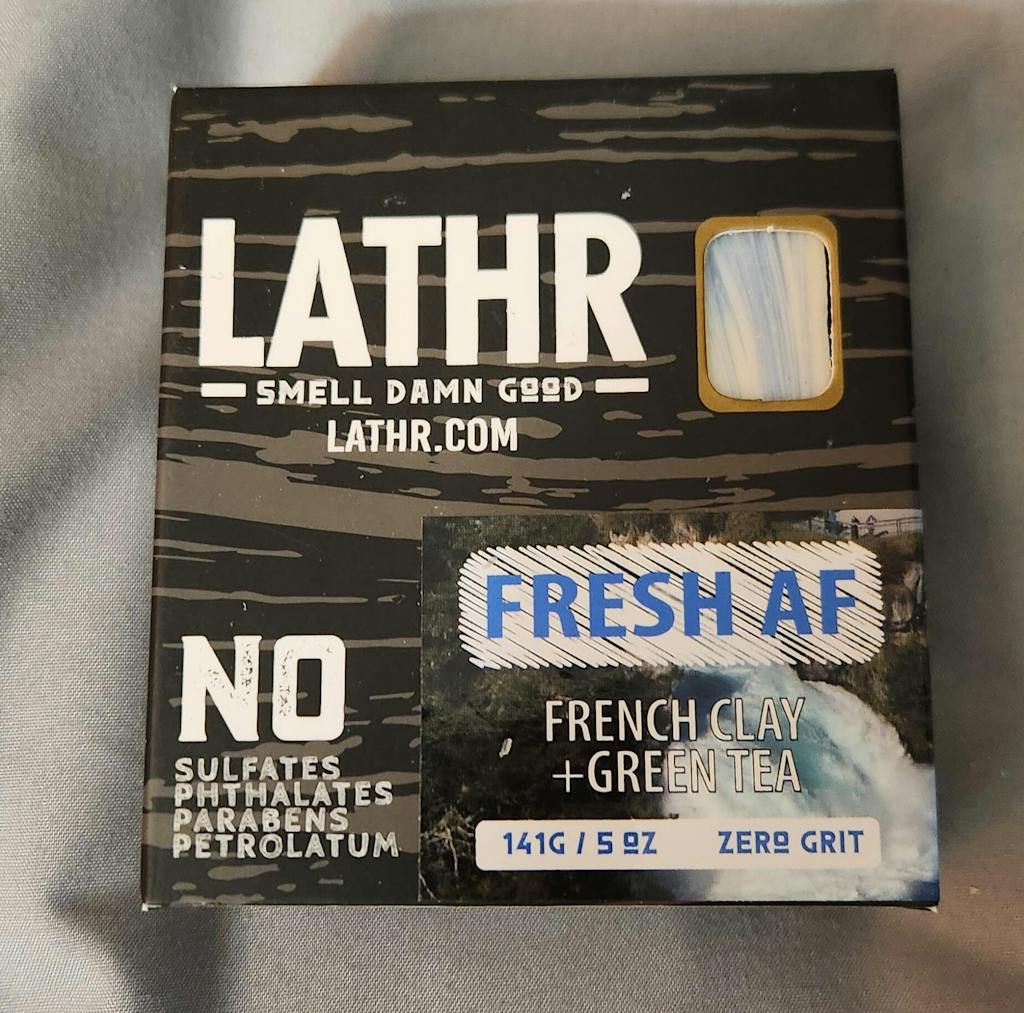 LATHR
SMELL DAMN GOOD
LATHR.COM
FRESH AF
FRENCH CLAY
+GREEN TEA
141G / 5 OZ ZERO GRIT
NO
SULFATES
PHTHALATES
PARABENS
PETROLATUM